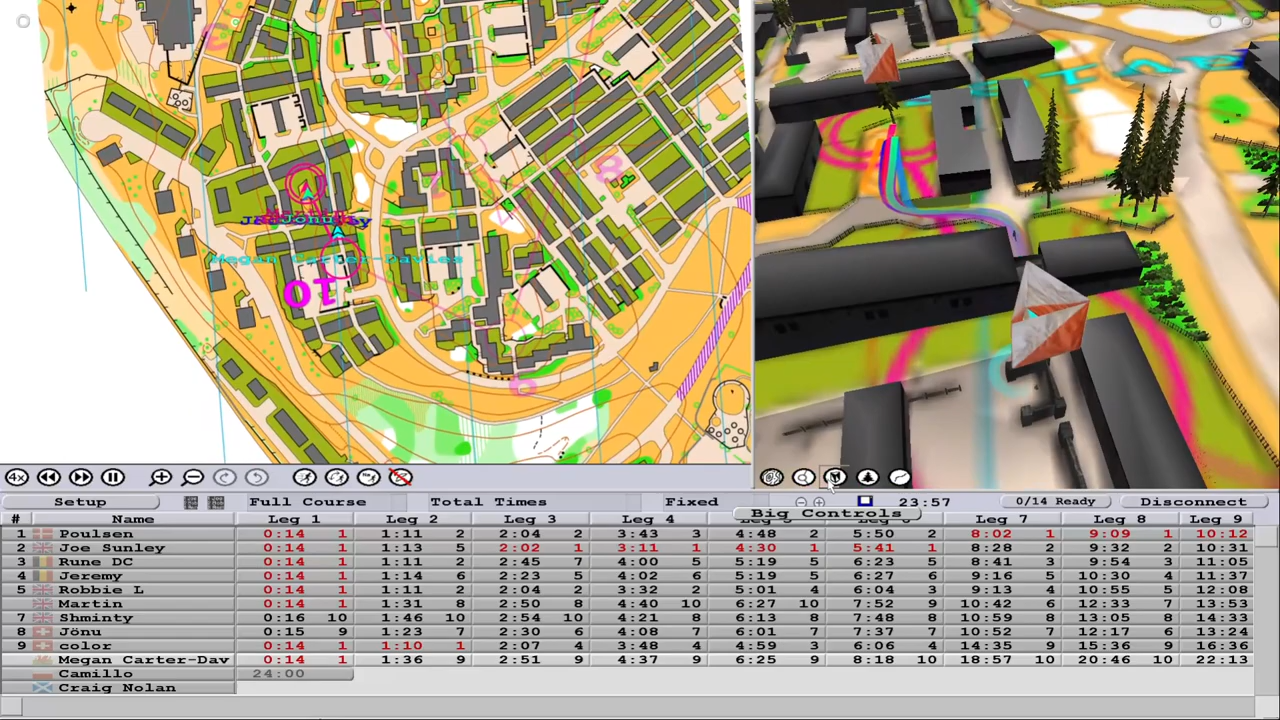 Jonu
by
Megan Carter-Davies
10
8
4x
Setup
Full Course
Total Times
Fixed
23:57
0/14 Ready
Disconnect
Big Controls
# Name Leg 1 Leg 2 Leg 3 Leg 4 Leg 7 Leg 8 Leg 9
1 Poulsen 0:14 1 1:11 2 2:04 2 3:43 3 4:48 2 5:50 2 8:02 1 9:09 1 10:12
2 Joe Sunley 0:14 1 1:13 5 2:02 1 3:11 1 4:30 1 5:41 1 8:28 2 9:32 2 10:31
3 Rune DC 0:14 1 1:11 2 2:45 7 4:00 5 5:19 5 6:23 5 8:41 3 9:54 3 11:05
4 Jeremy 0:14 1 1:14 6 2:23 5 4:02 6 5:19 5 6:27 6 9:16 5 10:30 4 11:37
5 Robbie L 0:14 1 1:11 2 2:04 2 3:32 2 5:01 4 6:04 3 9:13 4 10:55 5 12:08
Martin 0:14 1 1:31 8 2:50 8 4:40 10 6:27 10 7:52 9 10:42 6 12:33 7 13:53
7 Shminty 0:16 10 1:46 10 2:54 10 4:21 8 6:13 8 7:48 8 10:59 8 13:05 8 14:33
8 Jönu 0:15 9 1:23 7 2:30 6 4:08 7 6:01 7 7:37 7 10:52 7 12:17 6 13:24
9 color 0:14 1 1:10 1 2:07 4 3:48 4 4:59 3 6:06 4 14:35 9 15:36 9 16:36
Megan Carter-Dav 0:14 1 1:36 9 2:51 9 4:37 9 6:25 9 8:18 10 18:57 10 20:46 10 22:13
Camillo 24:00
Craig Nolan